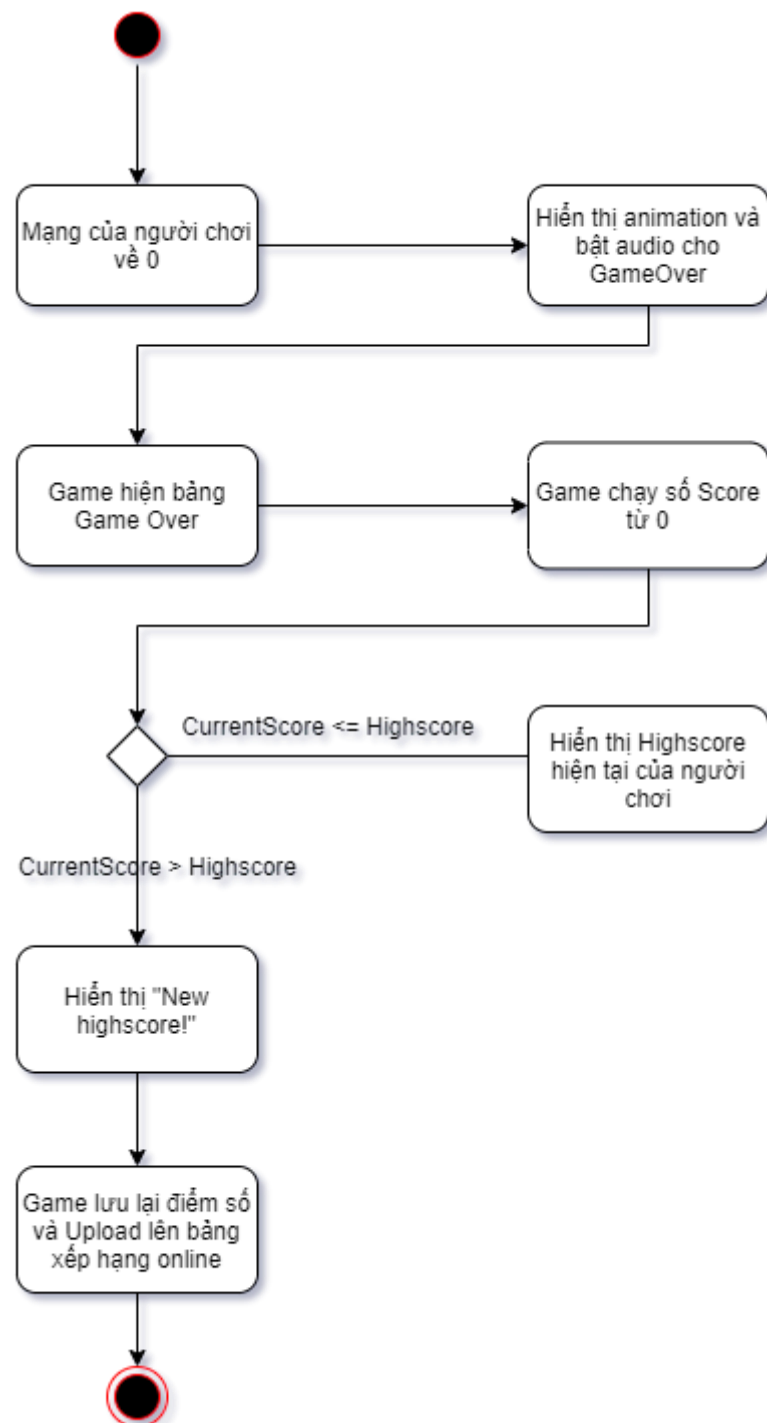 Mạng của người chơi
về 0
Hiển thị animation và
bật audio cho
GameOver
Game hiện bảng
Game Over
Game chạy số Score
từ 0
CurrentScore <= Highscore
Hiển thị Highscore
hiện tại của người
chơi
CurrentScore > Highscore
Hiển thị "New
highscore!"
Game lưu lại điểm số
và Upload lên bảng
xếp hạng online